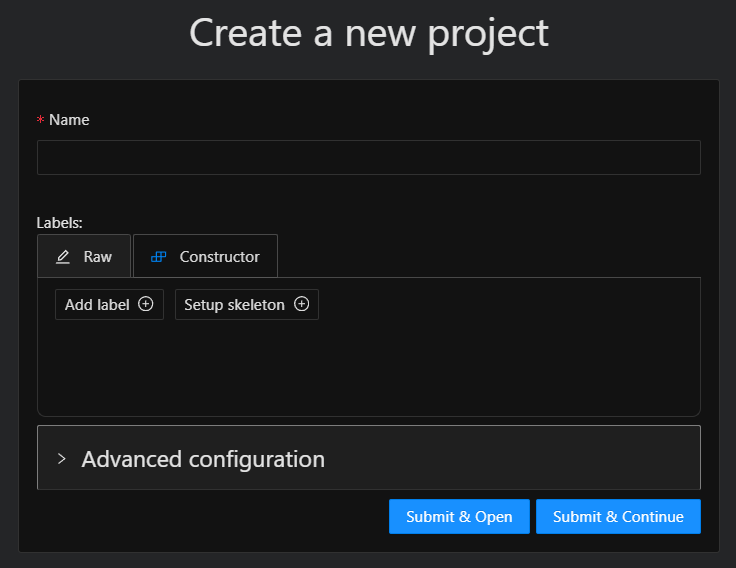 Create a new project
* Name
Labels:
Raw Constructor
Add label Setup skeleton
Advanced configuration
Submit & Open Submit & Continue